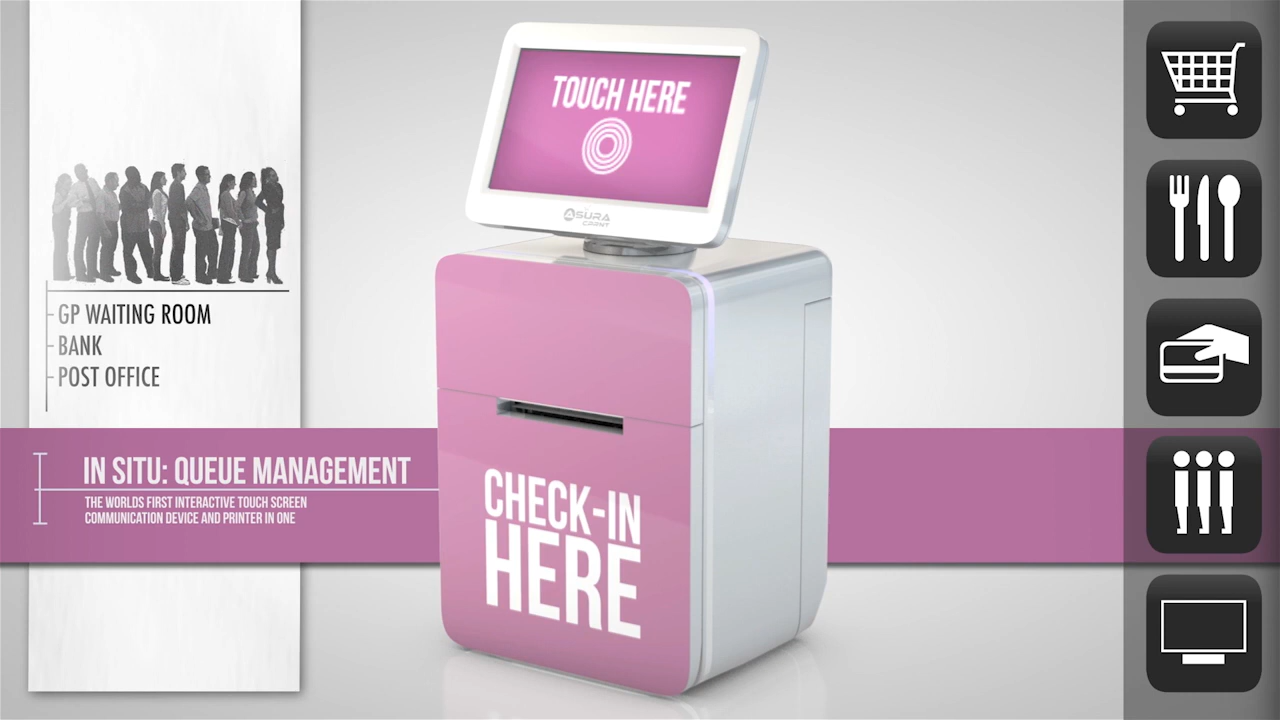 TOUCH HERE
ASURA
CPRNT
GP WAITING ROOM
BANK
POST OFFICE
IN SITU: QUEUE MANAGEMENT
THE WORLDS FIRST INTERACTIVE TOUCH SCREEN
COMMUNICATION DEVICE AND PRINTER IN ONE
CHECK-IN
HERE